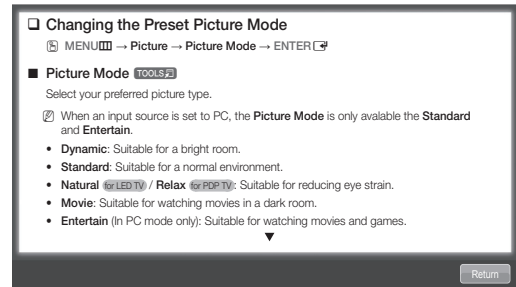 ❑ Changing the Preset Picture Mode
MENU → Picture → Picture Mode → ENTER
■ Picture Mode TOOLS
Select your preferred picture type.
When an input source is set to PC, the Picture Mode is only avalable the Standard
and Entertain.
• Dynamic: Suitable for a bright room.
• Standard: Suitable for a normal environment.
• Natural for LED TV / Relax for PDP TV: Suitable for reducing eye strain.
• Movie: Suitable for watching movies in a dark room.
• Entertain (In PC mode only): Suitable for watching movies and games.
▼
Return